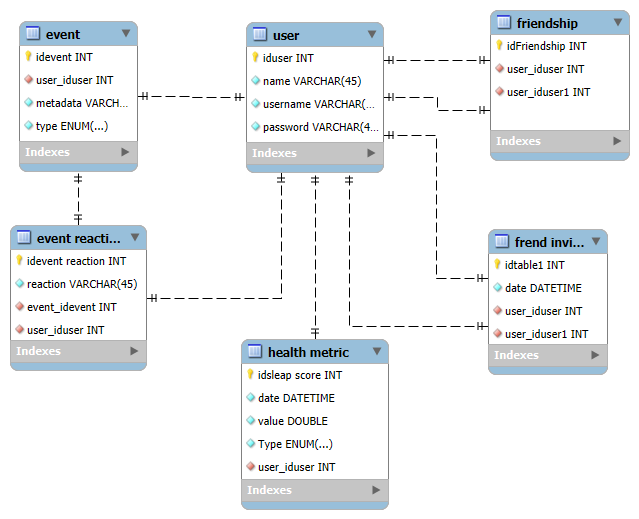 event
idevent INT
user_iduser INT
metadata VARCH...
type ENUM(...)
Indexes
user
iduser INT
name VARCHAR(45)
username VARCHAR(...
password VARCHAR(4...
Indexes
friendship
idFriendship INT
user_iduser INT
user_iduser1 INT
Indexes
event reacti...
idevent reaction INT
reaction VARCHAR(45)
event_idevent INT
user_iduser INT
Indexes
health metric
idsleap score INT
date DATETIME
value DOUBLE
Type ENUM(...)
user_iduser INT
Indexes
frend invi...
idtable1 INT
date DATETIME
user_iduser INT
user_iduser1 INT
Indexes